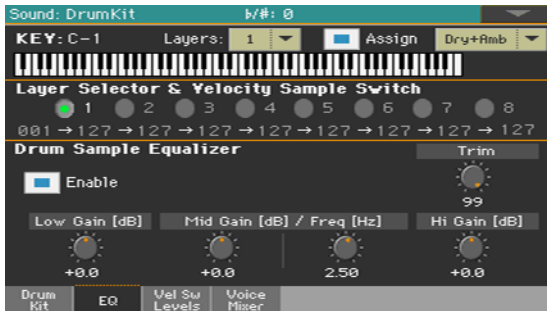 Sound: DrumKit ♭/#: 0
KEY: C-1 Layers: 1 Assign Dry+Amb
Layer Selector & Velocity Sample Switch
1 2 3 4 5 6 7 8
001 → 127 → 127 → 127 → 127 → 127 → 127 → 127 → 127
Drum Sample Equalizer Trim
Enable
99
Low Gain [dB] Mid Gain [dB] / Freq [Hz] Hi Gain [dB]
+0.0 +0.0 2.50 +0.0
Drum Kit EQ Vel Sw Levels Voice Mixer